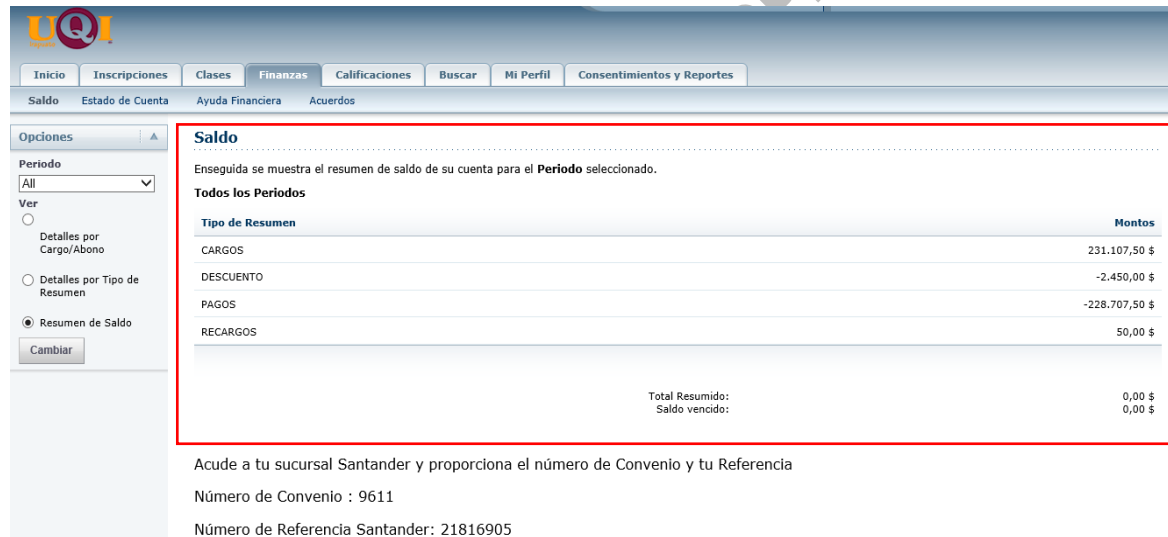 UQI
Inicio Inscripciones Clases Finanzas Calificaciones Buscar Mi Perfil Consentimientos y Reportes
Saldo Estado de Cuenta Ayuda Financiera Acuerdos
Opciones
Periodo
All
Ver
Detalles por
Cargo/Abono
Detalles por Tipo de
Resumen
Resumen de Saldo
Cambiar
Saldo
Enseguida se muestra el resumen de saldo de su cuenta para el Periodo seleccionado.
Todos los Periodos
Tipo de Resumen Montos
CARGOS 231.107,50 $
DESCUENTO -2.450,00 $
PAGOS -228.707,50 $
RECARGOS 50,00 $
Total Resumido: 0,00 $
Saldo vencido: 0,00 $
Acude a tu sucursal Santander y proporciona el número de Convenio y tu Referencia
Número de Convenio : 9611
Número de Referencia Santander: 21816905